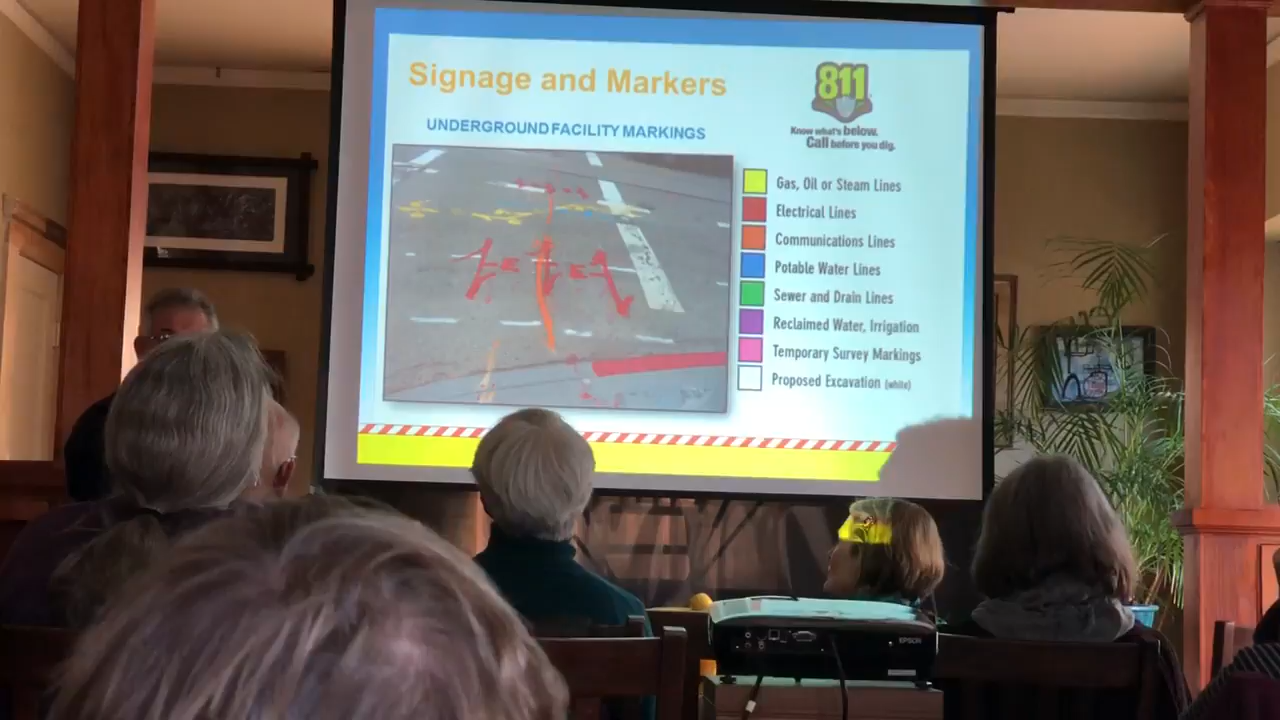 Signage and Markers
811
Know what's below.
Call before you dig.
UNDERGROUND FACILITY MARKINGS
Gas, Oil or Steam Lines
Electrical Lines
Communications Lines
Potable Water Lines
Sewer and Drain Lines
Reclaimed Water, Irrigation
Temporary Survey Markings
Proposed Excavation (white)
EPSON